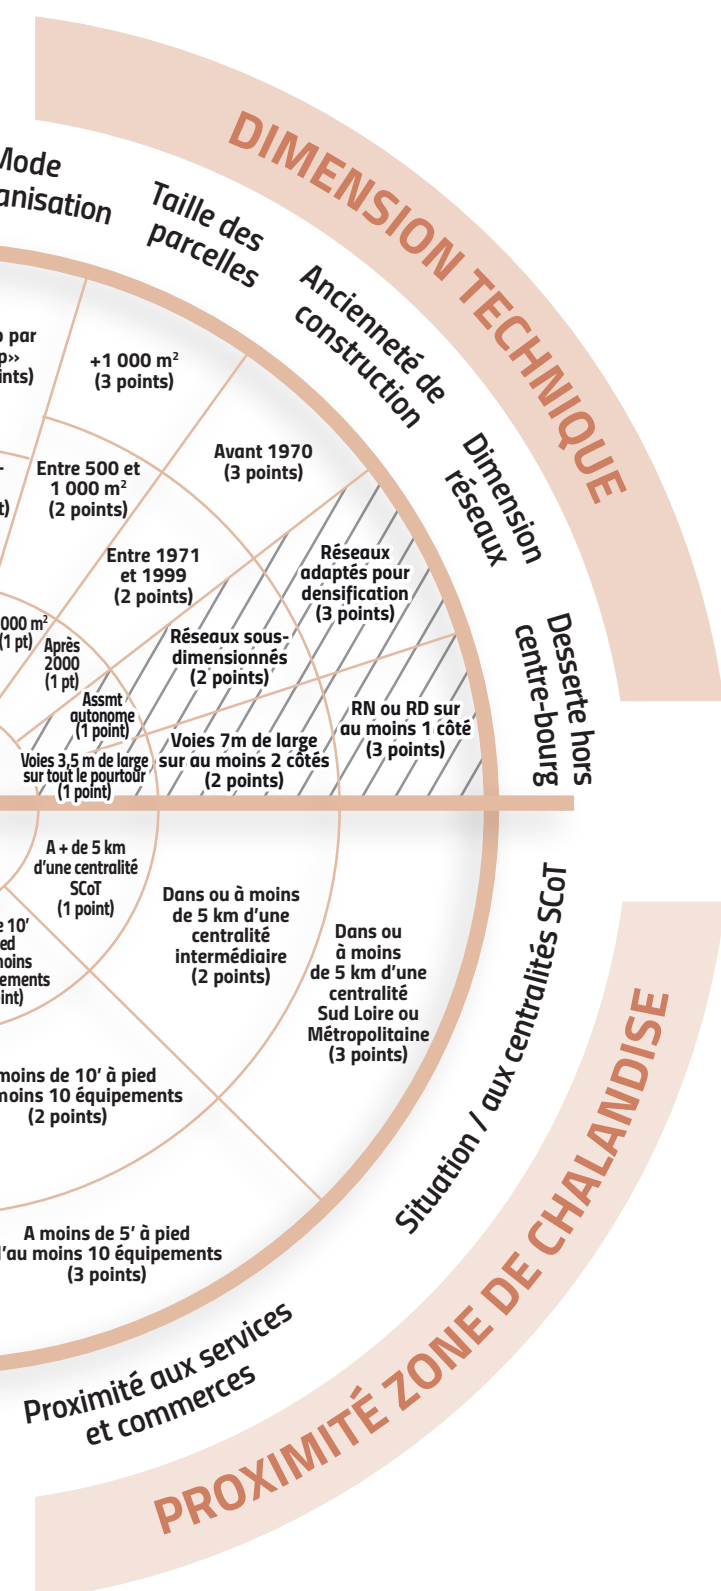 DIMENSION TECHNIQUE
Mode
Taille des
parcelles
Ancienneté de
construction
Dimension
réseaux
Desserte hors
centre-bourg
par
+1 000 m²
(3 points)
Entre 500 et
1 000 m²
(2 points)
000 m²
(1 pt)
Avant 1970
(3 points)
Entre 1971
et 1999
(2 points)
Après
2000
(1 pt)
Réseaux
adaptés pour
densification
(3 points)
Réseaux sous-
dimensionnés
(2 points)
Assmt
autonome
(1 point)
RN ou RD sur
au moins 1 côté
(3 points)
Voies 7m de large
sur au moins 2 côtés
(2 points)
Voies 3,5 m de large
sur tout le pourtour
(1 point)
A + de 5 km
d’une centralité
SCoT
(1 point)
Dans ou à moins
de 5 km d’une
centralité
intermédiaire
(2 points)
Dans ou
à moins
de 5 km d’une
centralité
Sud Loire ou
Métropolitaine
(3 points)
10’
moins de 10’ à pied
moins 10 équipements
(2 points)
A moins de 5’ à pied
d’au moins 10 équipements
(3 points)
Situation / aux centralités SCoT
Proximité aux services
et commerces
PROXIMITÉ ZONE DE CHALANDISE